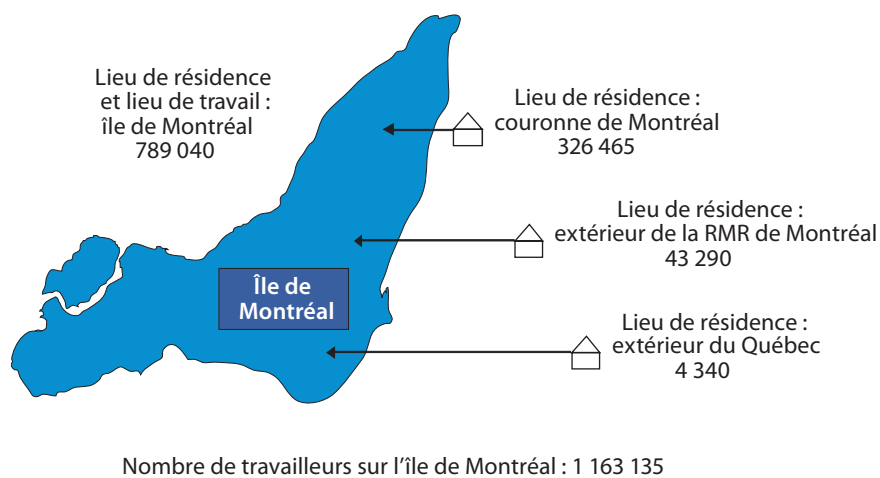 Lieu de résidence
et lieu de travail :
île de Montréal
789 040
Lieu de résidence :
couronne de Montréal
326 465
Lieu de résidence :
extérieur de la RMR de Montréal
43 290
Île de
Montréal
Lieu de résidence :
extérieur du Québec
4 340
Nombre de travailleurs sur l’île de Montréal : 1 163 135